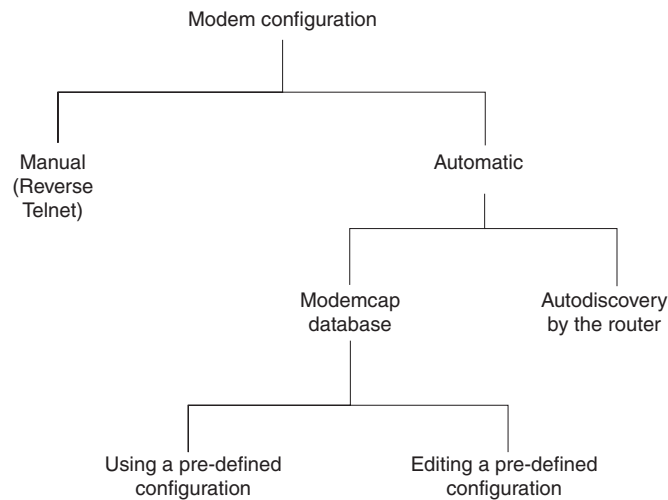 Modem configuration
Manual
(Reverse
Telnet)
Automatic
Modemcap
database
Autodiscovery
by the router
Using a pre-defined
configuration
Editing a pre-defined
configuration